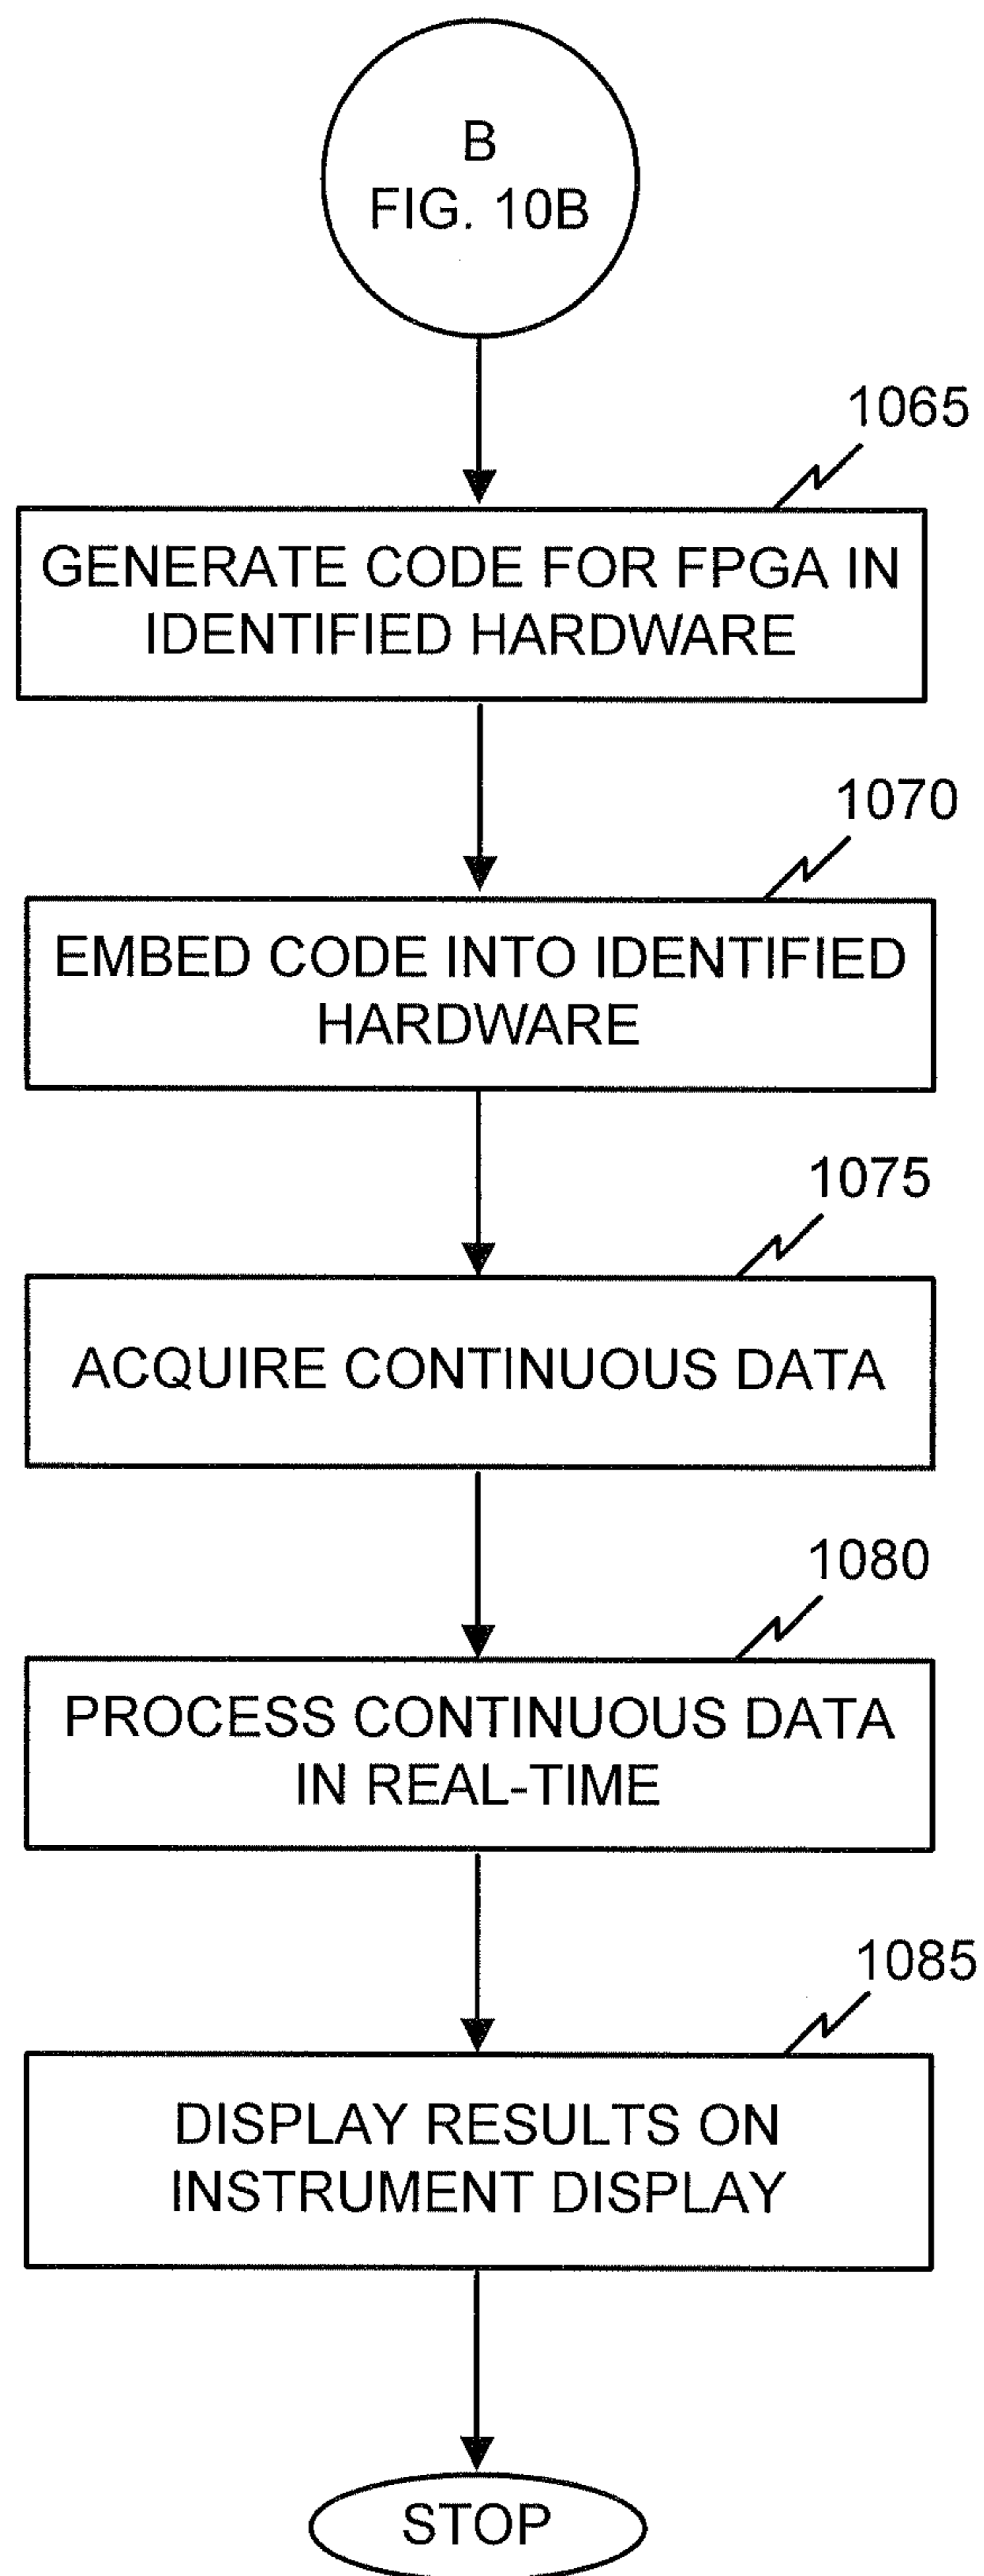 B
FIG. 10B
1065
GENERATE CODE FOR FPGA IN
IDENTIFIED HARDWARE
1070
EMBED CODE INTO IDENTIFIED
HARDWARE
1075
ACQUIRE CONTINUOUS DATA
1080
PROCESS CONTINUOUS DATA
IN REAL-TIME
1085
DISPLAY RESULTS ON
INSTRUMENT DISPLAY
STOP